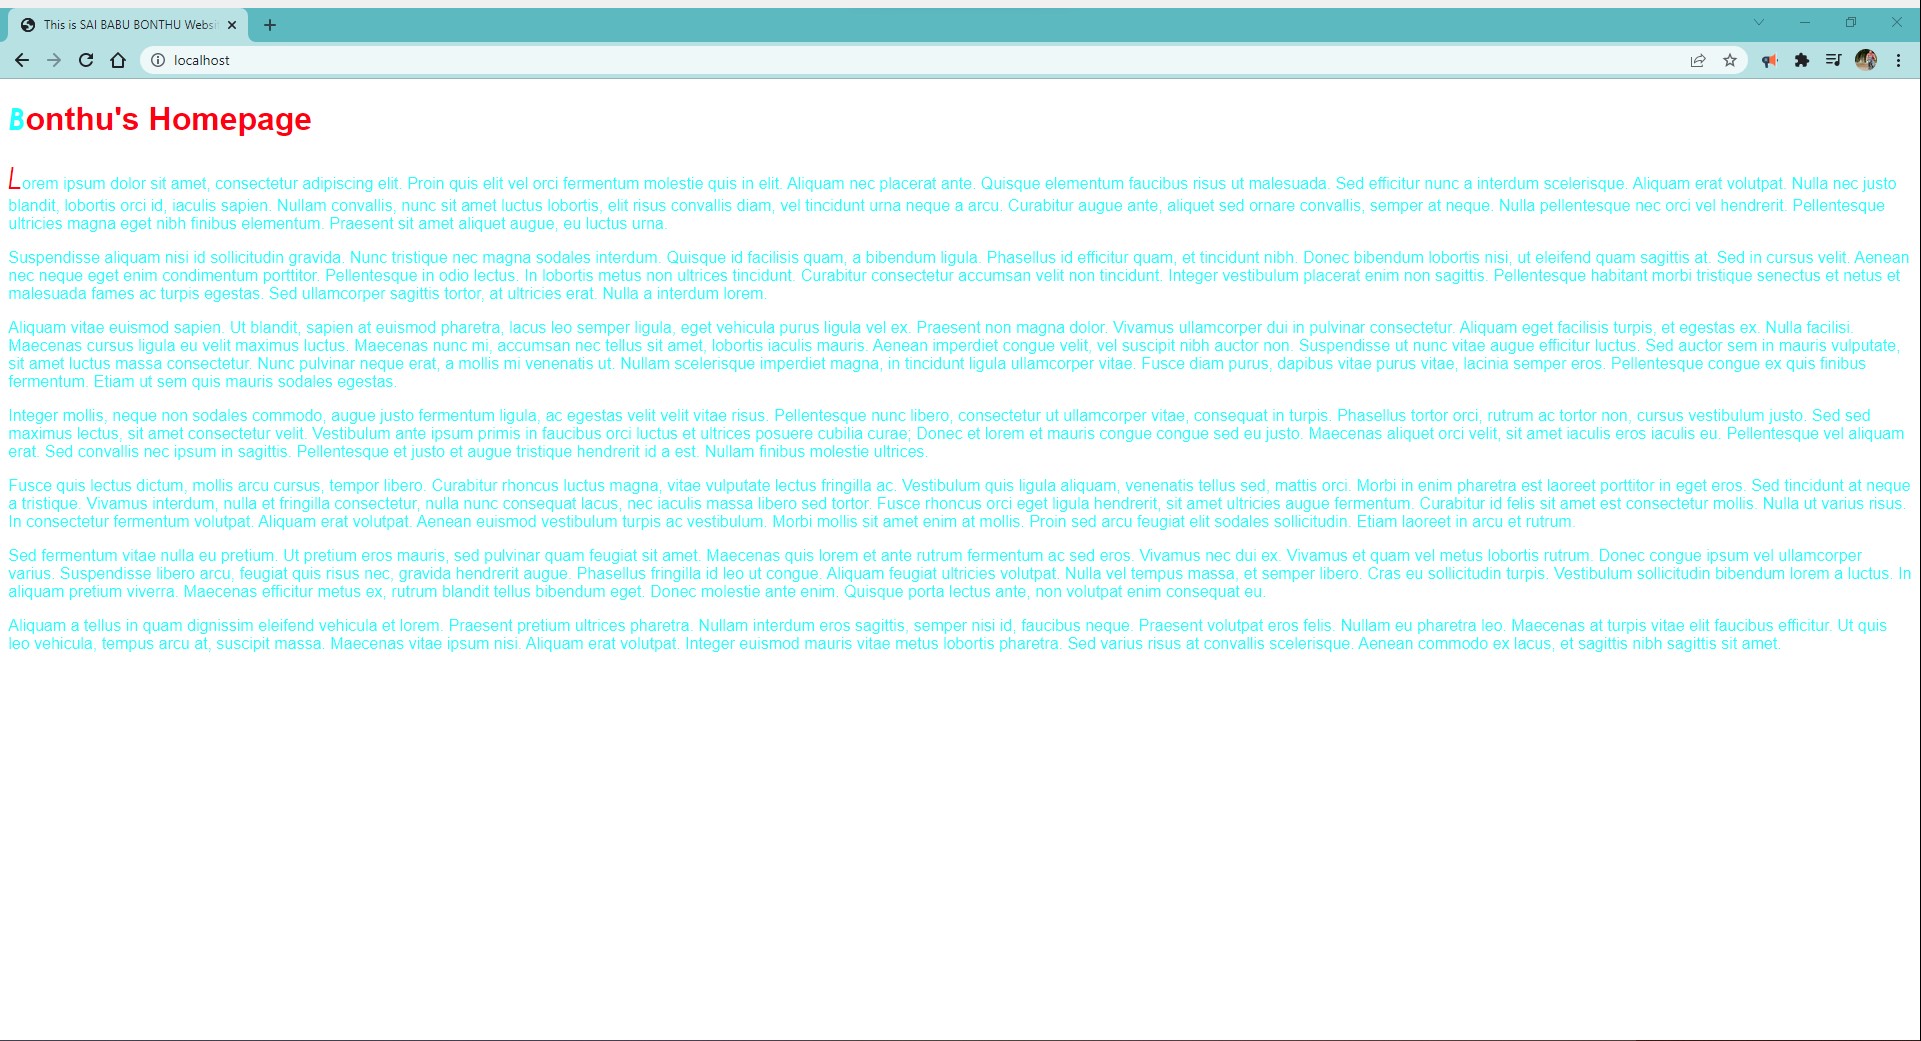 This is SAI BABU BONTHU Websi
localhost
Bonthu's Homepage
Lorem ipsum dolor sit amet, consectetur adipiscing elit. Proin quis elit vel orci fermentum molestie quis in elit. Aliquam nec placerat ante. Quisque elementum faucibus risus ut malesuada. Sed efficitur nunc a interdum scelerisque. Aliquam erat volutpat. Nulla nec justo
blandit, lobortis orci id, iaculis sapien. Nullam convallis, nunc sit amet luctus lobortis, elit risus convallis diam, vel tincidunt urna neque a arcu. Curabitur augue ante, aliquet sed ornare convallis, semper at neque. Nulla pellentesque nec orci vel hendrerit. Pellentesque
ultricies magna eget nibh finibus elementum. Praesent sit amet aliquet augue, eu luctus urna.
Suspendisse aliquam nisi id sollicitudin gravida. Nunc tristique nec magna sodales interdum. Quisque id facilisis quam, a bibendum ligula. Phasellus id efficitur quam, et tincidunt nibh. Donec bibendum lobortis nisi, ut eleifend quam sagittis at. Sed in cursus velit. Aenean
nec neque eget enim condimentum porttitor. Pellentesque in odio lectus. In lobortis metus non ultrices tincidunt. Curabitur consectetur accumsan velit non tincidunt. Integer vestibulum placerat enim non sagittis. Pellentesque habitant morbi tristique senectus et netus et
malesuada fames ac turpis egestas. Sed ullamcorper sagittis tortor, at ultricies erat. Nulla a interdum lorem.
Aliquam vitae euismod sapien. Ut blandit, sapien at euismod pharetra, lacus leo semper ligula, eget vehicula purus ligula vel ex. Praesent non magna dolor. Vivamus ullamcorper dui in pulvinar consectetur. Aliquam eget facilisis turpis, et egestas ex. Nulla facilisi.
Maecenas cursus ligula eu velit maximus luctus. Maecenas nunc mi, accumsan nec tellus sit amet, lobortis iaculis mauris. Aenean imperdiet congue velit, vel suscipit nibh auctor non. Suspendisse ut nunc vitae augue efficitur luctus. Sed auctor sem in mauris vulputate,
sit amet luctus massa consectetur. Nunc pulvinar neque erat, a mollis mi venenatis ut. Nullam scelerisque imperdiet magna, in tincidunt ligula ullamcorper vitae. Fusce diam purus, dapibus vitae purus vitae, lacinia semper eros. Pellentesque congue ex quis finibus
fermentum. Etiam ut sem quis mauris sodales egestas.
Integer mollis, neque non sodales commodo, augue justo fermentum ligula, ac egestas velit velit vitae risus. Pellentesque nunc libero, consectetur ut ullamcorper vitae, consequat in turpis. Phasellus tortor orci, rutrum ac tortor non, cursus vestibulum justo. Sed sed
maximus lectus, sit amet consectetur velit. Vestibulum ante ipsum primis in faucibus orci luctus et ultrices posuere cubilia curae; Donec et lorem et mauris congue congue sed eu justo. Maecenas aliquet orci velit, sit amet iaculis eros iaculis eu. Pellentesque vel aliquam
erat. Sed convallis nec ipsum in sagittis. Pellentesque et justo et augue tristique hendrerit id a est. Nullam finibus molestie ultrices.
Fusce quis lectus dictum, mollis arcu cursus, tempor libero. Curabitur rhoncus luctus magna, vitae vulputate lectus fringilla ac. Vestibulum quis ligula aliquam, venenatis tellus sed, mattis orci. Morbi in enim pharetra est laoreet porttitor in eget eros. Sed tincidunt at neque
a tristique. Vivamus interdum, nulla et fringilla consectetur, nulla nunc consequat lacus, nec iaculis massa libero sed tortor. Fusce rhoncus orci eget ligula hendrerit, sit amet ultricies augue fermentum. Curabitur id felis sit amet est consectetur mollis. Nulla ut varius risus.
In consectetur fermentum volutpat. Aliquam erat volutpat. Aenean euismod vestibulum turpis ac vestibulum. Morbi mollis sit amet enim at mollis. Proin sed arcu feugiat elit sodales sollicitudin. Etiam laoreet in arcu et rutrum.
Sed fermentum vitae nulla eu pretium. Ut pretium eros mauris, sed pulvinar quam feugiat sit amet. Maecenas quis lorem et ante rutrum fermentum ac sed eros. Vivamus nec dui ex. Vivamus et quam vel metus lobortis rutrum. Donec congue ipsum vel ullamcorper
varius. Suspendisse libero arcu, feugiat quis risus nec, gravida hendrerit augue. Phasellus fringilla id leo ut congue. Aliquam feugiat ultricies volutpat. Nulla vel tempus massa, et semper libero. Cras eu sollicitudin turpis. Vestibulum sollicitudin bibendum lorem a luctus. In
aliquam pretium viverra. Maecenas efficitur metus ex, rutrum blandit tellus bibendum eget. Donec molestie ante enim. Quisque porta lectus ante, non volutpat enim consequat eu.
Aliquam a tellus in quam dignissim eleifend vehicula et lorem. Praesent pretium ultrices pharetra. Nullam interdum eros sagittis, semper nisi id, faucibus neque. Praesent volutpat eros felis. Nullam eu pharetra leo. Maecenas at turpis vitae elit faucibus efficitur. Ut quis
leo vehicula, tempus arcu at, suscipit massa. Maecenas vitae ipsum nisi. Aliquam erat volutpat. Integer euismod mauris vitae metus lobortis pharetra. Sed varius risus at convallis scelerisque. Aenean commodo ex lacus, et sagittis nibh sagittis sit amet.